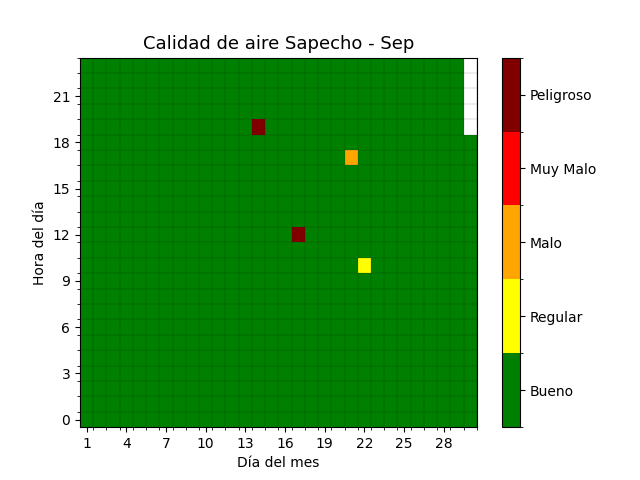 Calidad de aire Sapecho - Sep
Hora del día
21
18
15
12
9
6
3
0
1 4 7 10 13 16 19 22 25 28
Día del mes
Peligroso
Muy Malo
Malo
Regular
Bueno